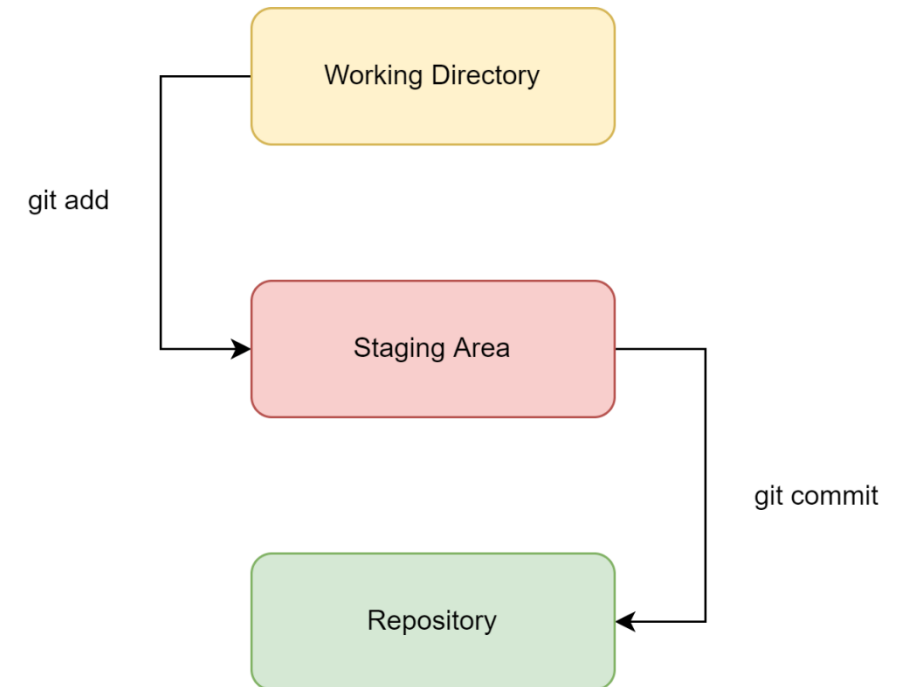 Working Directory
git add
Staging Area
git commit
Repository